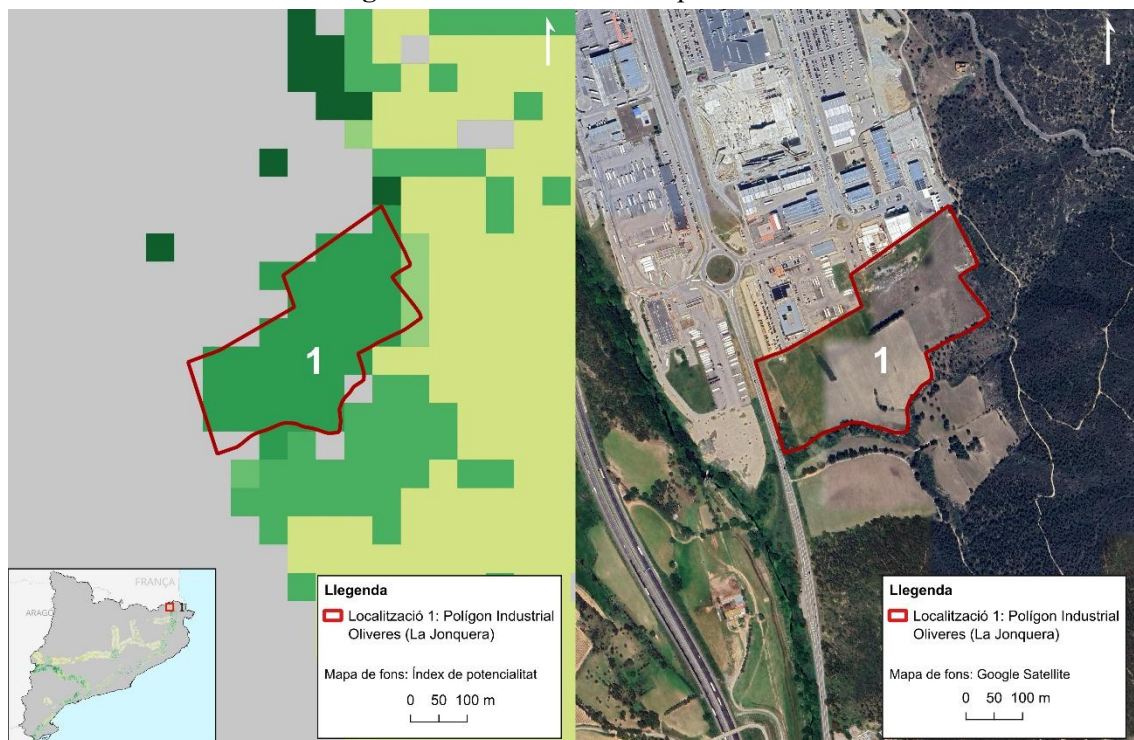 1
1
FRANÇA
ARAGÓ
Llegenda
Localització 1: Polígon Industrial
Oliveres (La Jonquera)
Mapa de fons: Índex de potencialitat
0 50 100 m
Llegenda
Localització 1: Polígon Industrial
Oliveres (La Jonquera)
Mapa de fons: Google Satellite
0 50 100 m